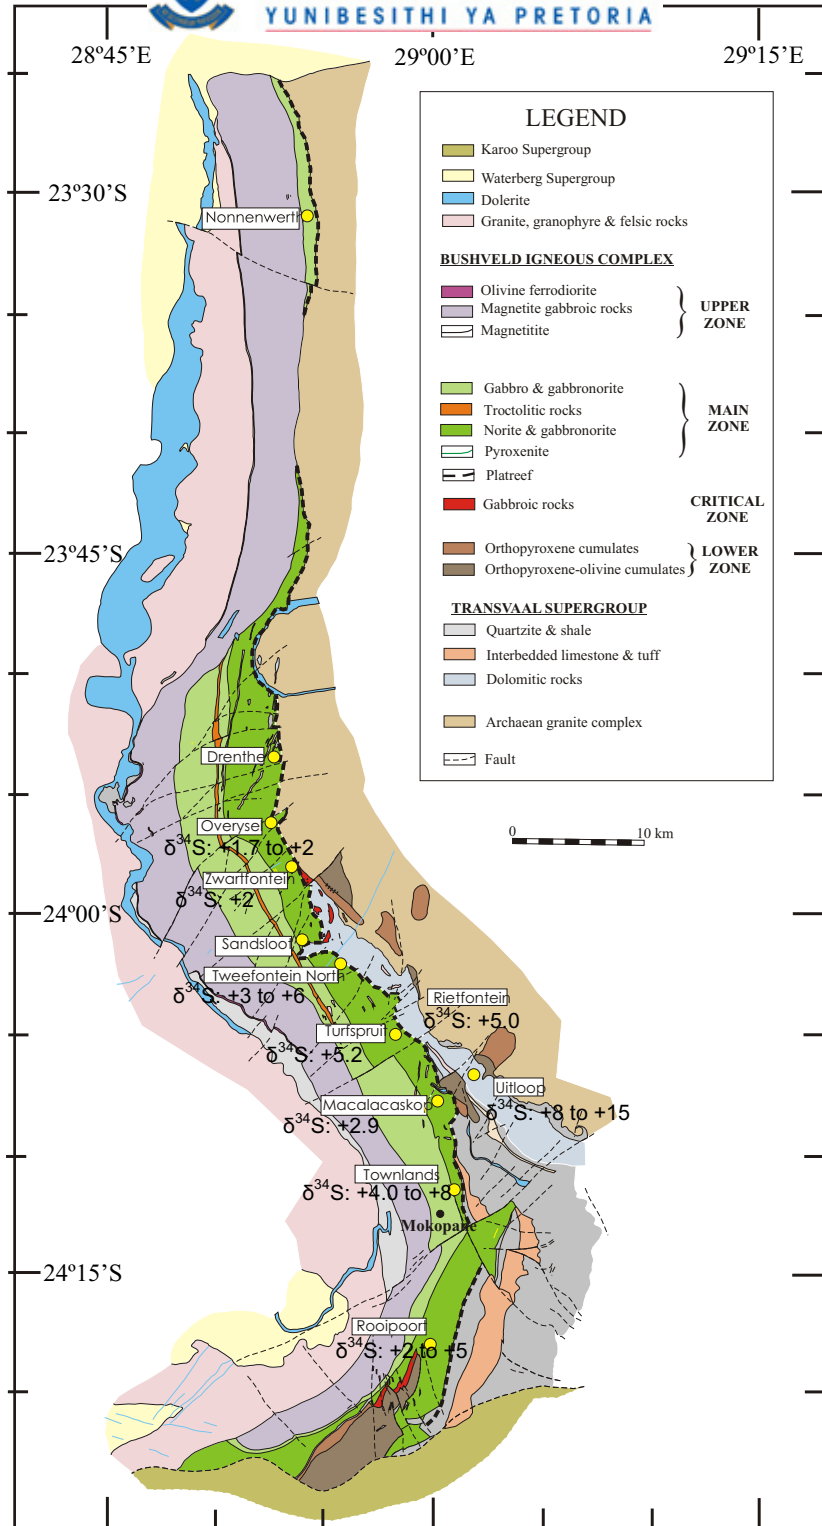 YUNIBESITHI YA PRETORIA
28º45’E
29º00’E
29º15’E
LEGEND
Karoo Supergroup
Waterberg Supergroup
Dolerite
Granite, granophyre & felsic rocks
BUSHVELD IGNEOUS COMPLEX
Olivine ferrodiorite
Magnetite gabbroic rocks
Magnetitite
UPPER
ZONE
Gabbro & gabbronorite
Troctolitic rocks
Norite & gabbronorite
Pyroxenite
MAIN
ZONE
Platreef
Gabbroic rocks
CRITICAL
ZONE
Orthopyroxene cumulates
Orthopyroxene-olivine cumulates
LOWER
ZONE
TRANSVAAL SUPERGROUP
Quartzite & shale
Interbedded limestone & tuff
Dolomitic rocks
Archaean granite complex
Fault
0 10 km
23º30’S
Nonnenwerth
23º45’S
Drenthe
Overysel
δ³⁴S: +1.7 to +2
Zwartfontein
δ³⁴S: +2
24º00’S
Sandsloot
Tweefontein North
δ³⁴S: +3 to +6
Rietfontein
δ³⁴S: +5.0
Turfspruit
δ³⁴S: +5.2
Uitloop
δ³⁴S: +8 to +15
Macalacaskop
δ³⁴S: +2.9
Townlands
δ³⁴S: +4.0 to +8
Mokopane
24º15’S
Rooipoort
δ³⁴S: +2 to +5